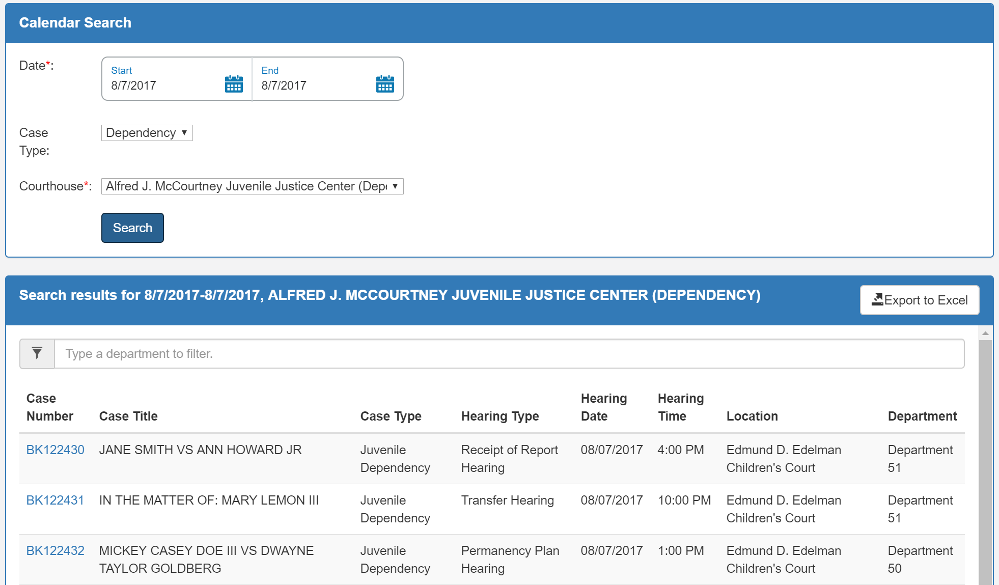 Calendar Search
Date*:
Start
8/7/2017
End
8/7/2017
Case
Type:
Dependency
Courthouse*:
Alfred J. McCourtney Juvenile Justice Center (Dep
Search
Search results for 8/7/2017-8/7/2017, ALFRED J. MCCOURTNEY JUVENILE JUSTICE CENTER (DEPENDENCY)
Export to Excel
Type a department to filter.
Case Hearing Hearing
Number Case Title Case Type Hearing Type Date Time Location Department
BK122430 JANE SMITH VS ANN HOWARD JR Juvenile Receipt of Report 08/07/2017 4:00 PM Edmund D. Edelman Department
Dependency Hearing Children's Court 51
BK122431 IN THE MATTER OF: MARY LEMON III Juvenile Transfer Hearing 08/07/2017 10:00 PM Edmund D. Edelman Department
Dependency Children's Court 51
BK122432 MICKEY CASEY DOE III VS DWAYNE Juvenile Permanency Plan 08/07/2017 1:00 PM Edmund D. Edelman Department
TAYLOR GOLDBERG Dependency Hearing Children's Court 50